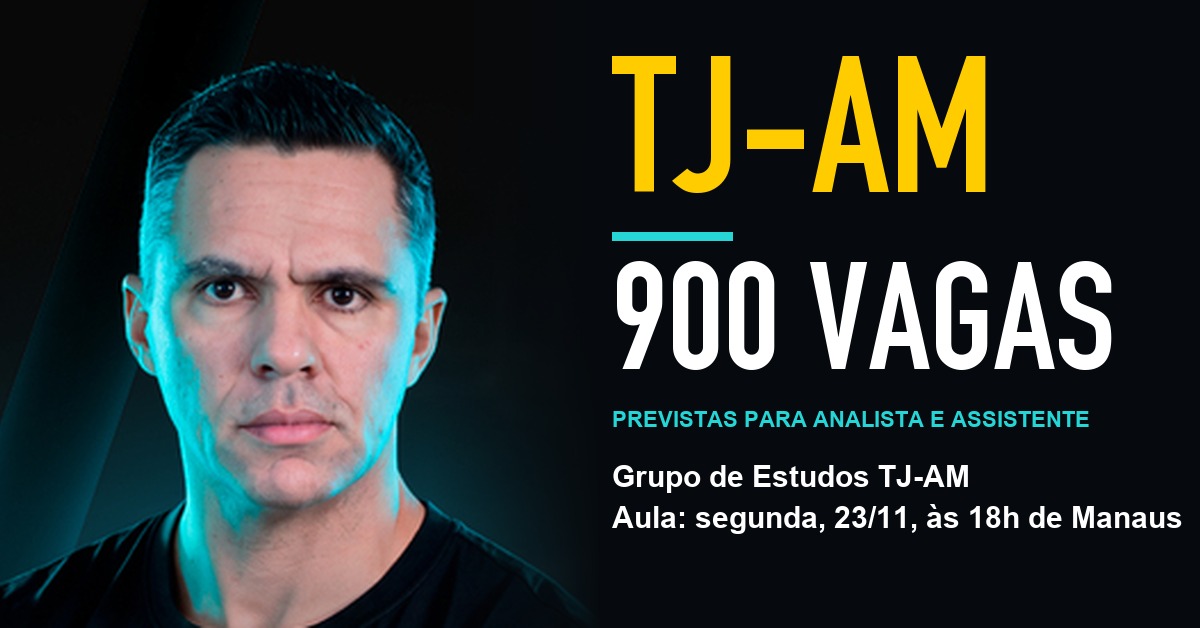 TJ-AM
900 VAGAS
PREVISTAS PARA ANALISTA E ASSISTENTE
Grupo de Estudos TJ-AM
Aula: segunda, 23/11, às 18h de Manaus